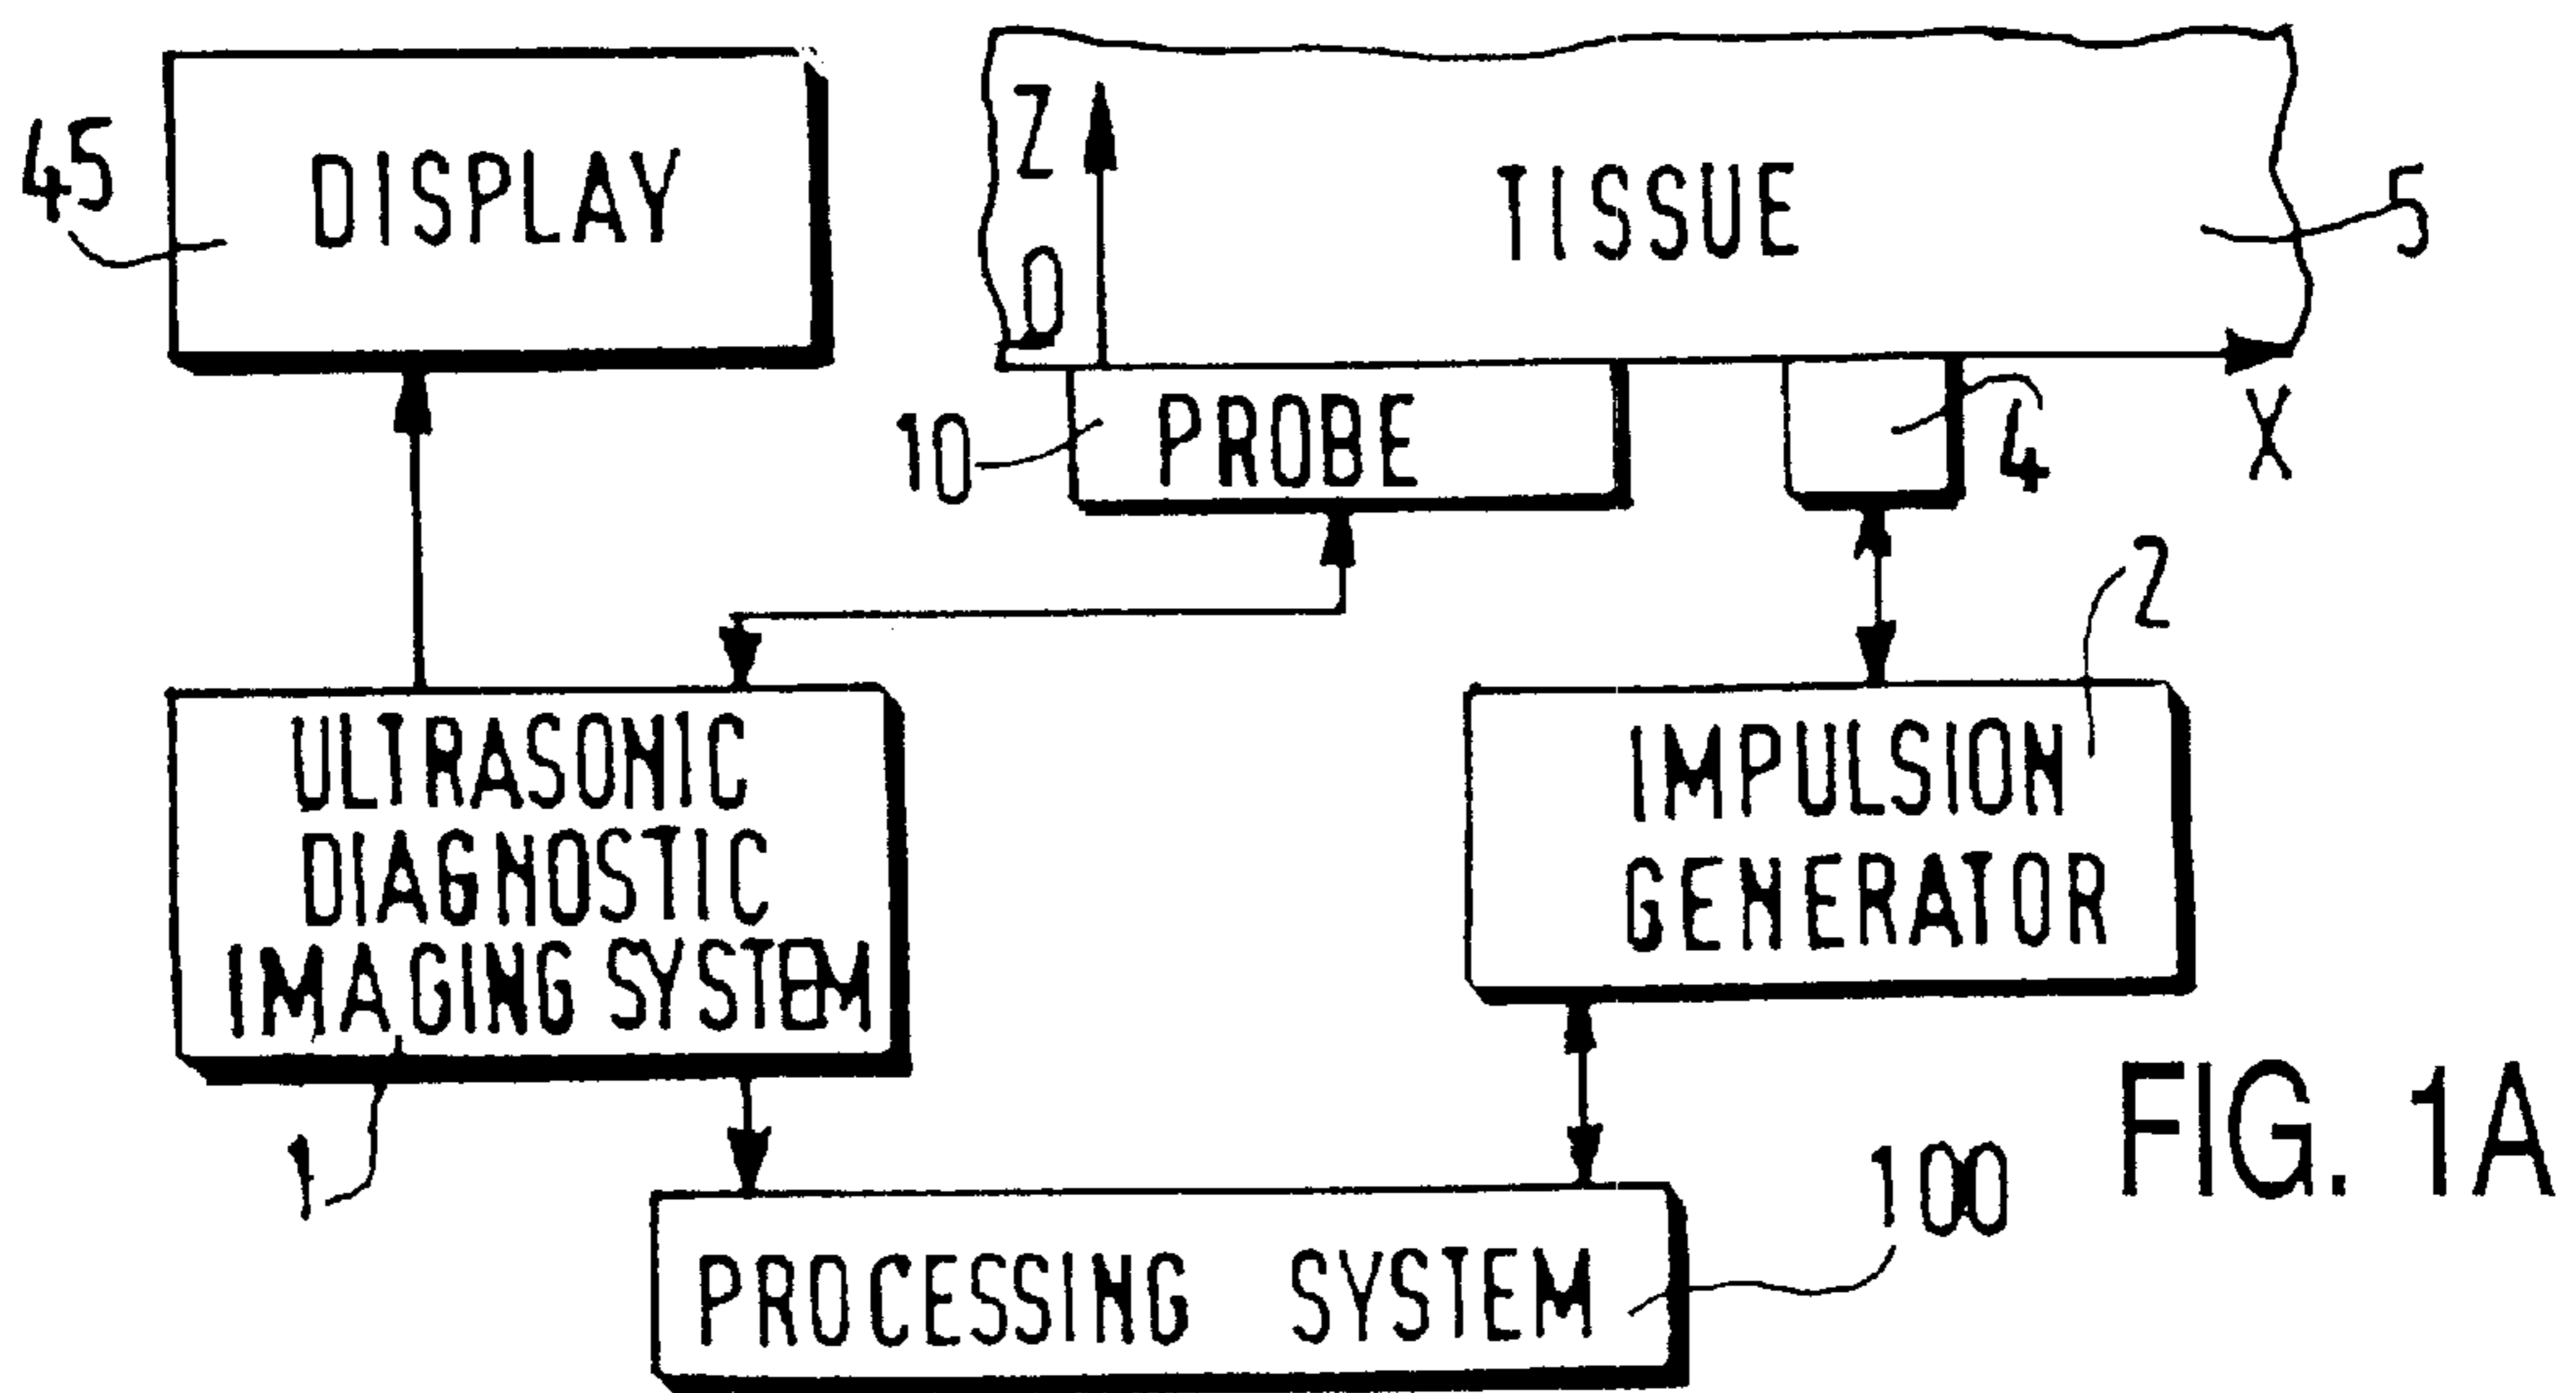 45
DISPLAY
Z
O
TISSUE
5
10
PROBE
4
X
2
ULTRASONIC
DIAGNOSTIC
IMAGING SYSTEM
IMPULSION
GENERATOR
1
100
FIG. 1A
PROCESSING SYSTEM